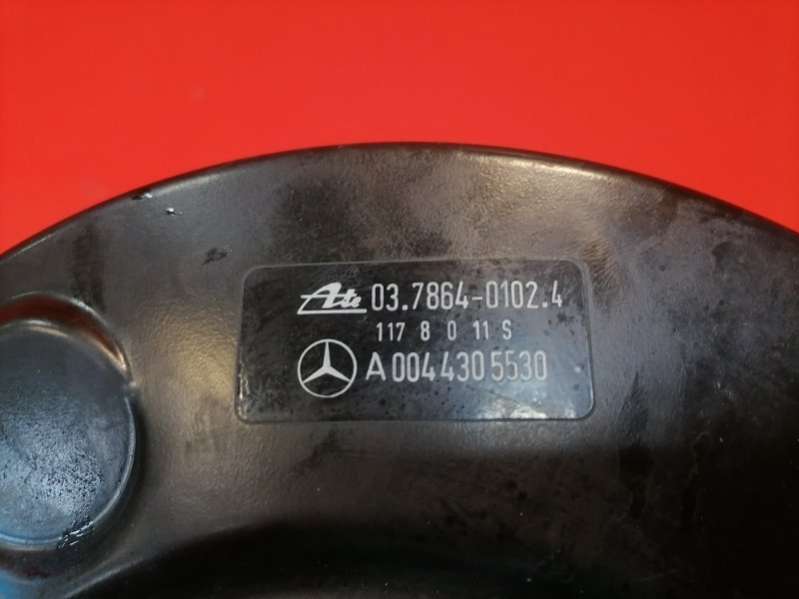 Ate 03.7864-0102.4
117 8 0 11 S
A 004 430 5530